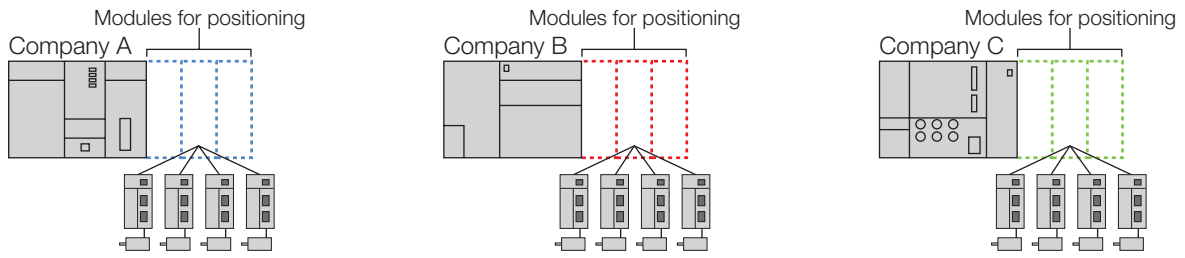 Modules for positioning
Company A
Modules for positioning
Company B
Modules for positioning
Company C